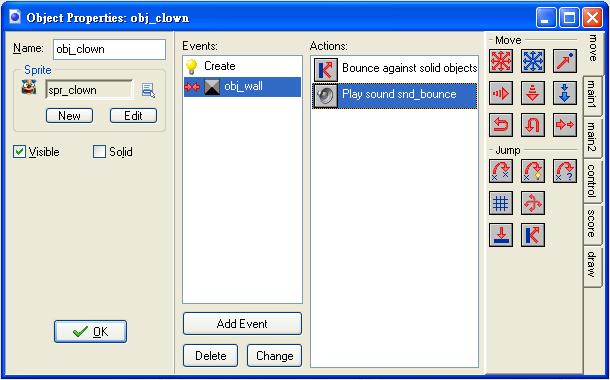 Object Properties: obj_clown
Name: obj_clown
Sprite
spr_clown
New Edit
Visible Solid
OK
Events:
Create
obj_wall
Add Event
Delete Change
Actions:
Bounce against solid objects
Play sound snd_bounce
Move
Jump
move
main1
main2
control
score
draw